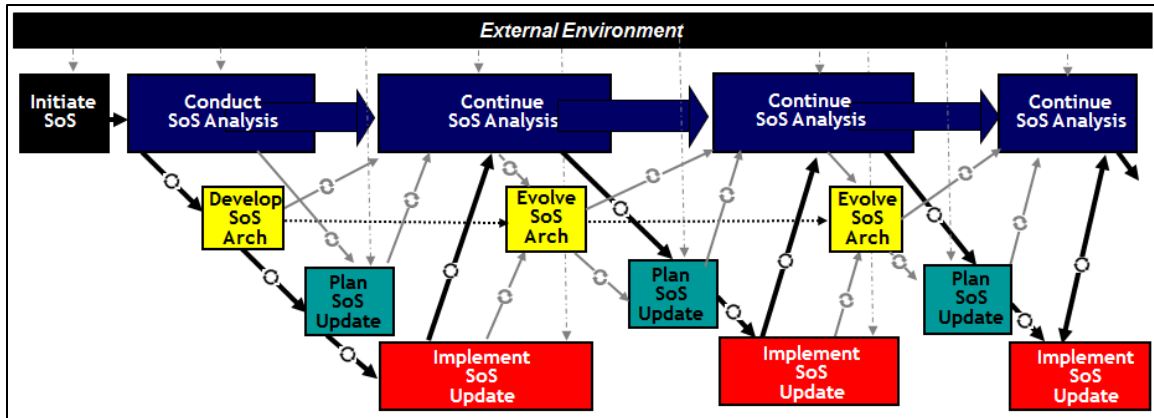 External Environment
Initiate
SoS
Conduct
SoS Analysis
Continue
SoS Analysis
Continue
SoS Analysis
Continue
SoS Analysis
Develop
SoS
Arch
Evolve
SoS
Arch
Evolve
SoS
Arch
Plan
SoS
Update
Plan
SoS
Update
Plan
SoS
Update
Implement
SoS
Update
Implement
SoS
Update
Implement
SoS
Update